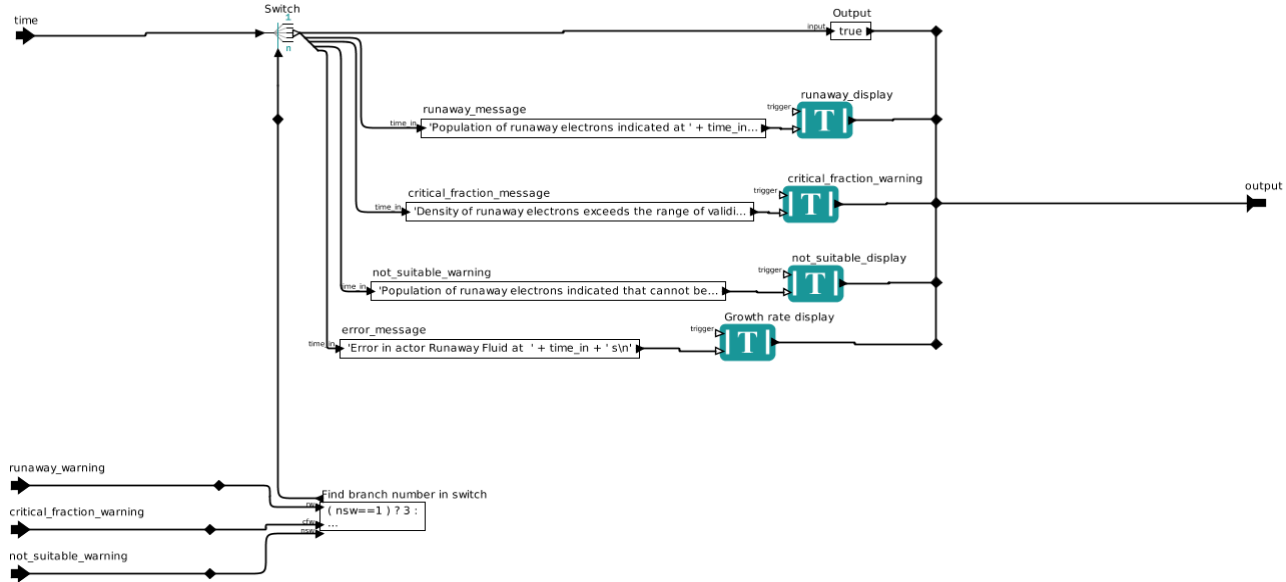 time
Switch
1
n
Output
input
true
runaway_display
trigger
T
runaway_message
time_in
'Population of runaway electrons indicated at ' + time_in...
critical_fraction_warning
trigger
T
critical_fraction_message
time_in
'Density of runaway electrons exceeds the range of validi...
output
not_suitable_display
trigger
T
not_suitable_warning
time_in
'Population of runaway electrons indicated that cannot be...
Growth rate display
trigger
T
error_message
time_in
'Error in actor Runaway Fluid at  ' + time_in + ' s\n'
runaway_warning
Find branch number in switch
rw
( nsw==1 ) ? 3 :
critical_fraction_warning
cfw
...
nsw
not_suitable_warning